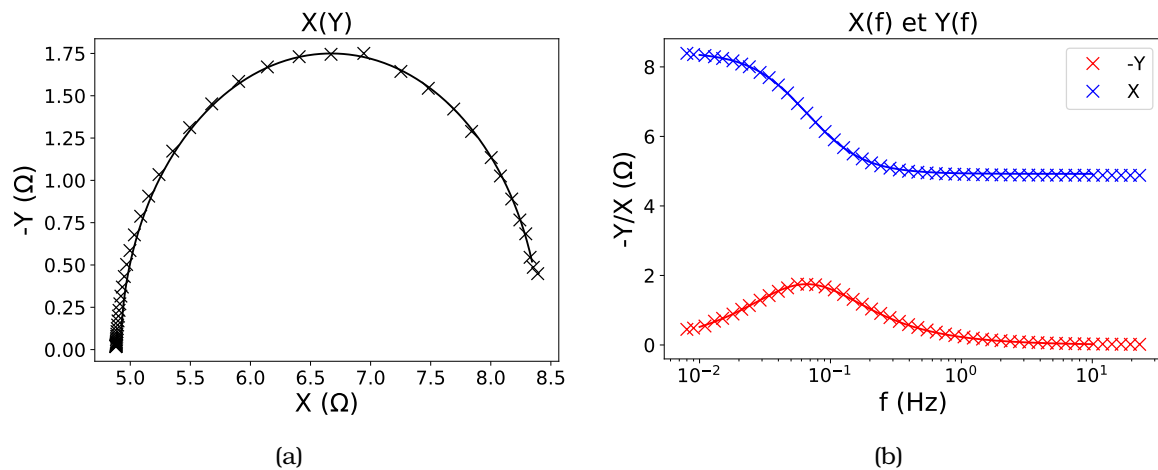 X(Y)
1.75
1.50
1.25
1.00
0.75
0.50
0.25
0.00
-Y (Ω)
5.0 5.5 6.0 6.5 7.0 7.5 8.0 8.5
X (Ω)
(a)
X(f) et Y(f)
-Y
X
8
6
4
2
0
-Y/X (Ω)
10⁻² 10⁻¹ 10⁰ 10¹
f (Hz)
(b)